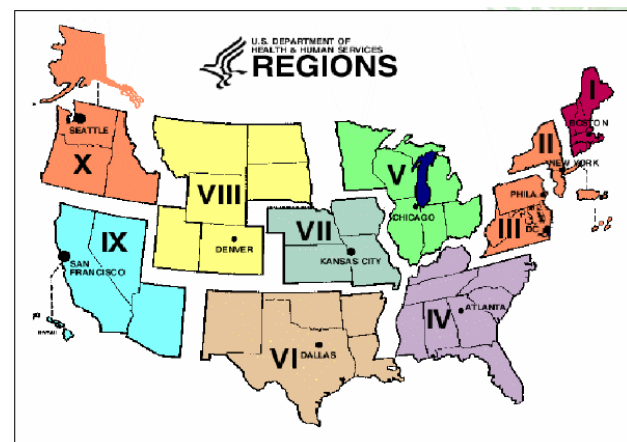 U.S. DEPARTMENT OF
HEALTH & HUMAN SERVICES
REGIONS
I
BOSTON
SEATTLE
X
II
NEW YORK
V
VIII
PHILA.
III
DC
CHICAGO
VII
IX
DENVER
KANSAS CITY
SAN
FRANCISCO
IV
ATLANTA
VI
DALLAS